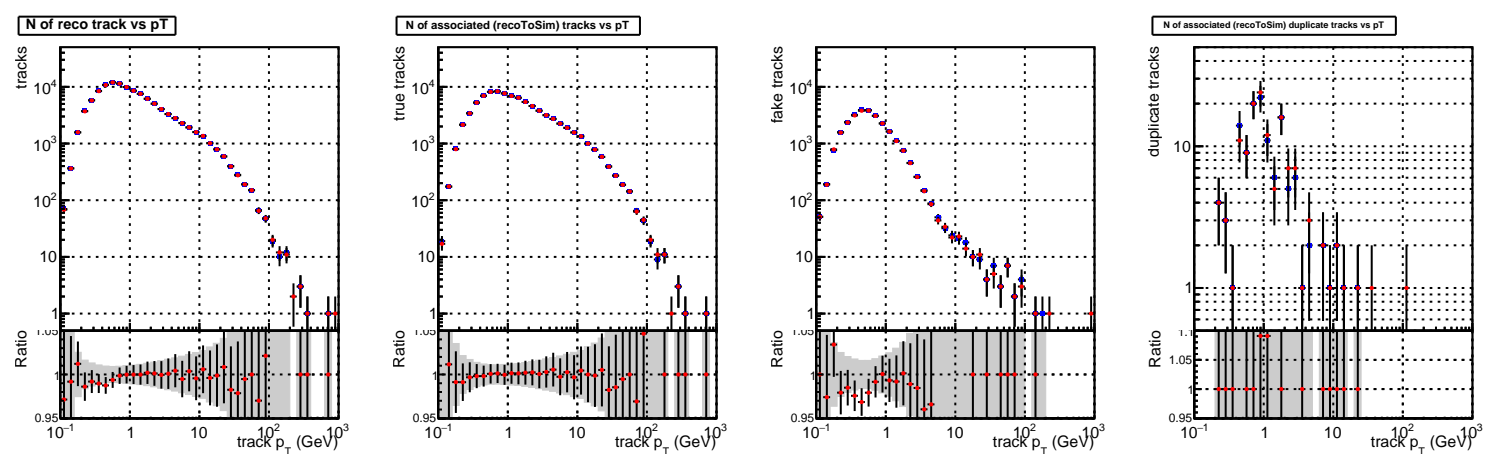 N of reco track vs pT
tracks
10⁴
10³
10²
10
1
Ratio
1.05
1
0.95
10⁻¹ 1 10 10² 10³
track p_T (GeV)
N of associated (recoToSim) tracks vs pT
true tracks
10⁴
10³
10²
10
1
Ratio
1.05
1
0.95
10⁻¹ 1 10 10² 10³
track p_T (GeV)
fake tracks
10⁴
10³
10²
10
1
Ratio
1.05
1
0.95
10⁻¹ 1 10 10² 10³
track p_T (GeV)
N of associated (recoToSim) duplicate tracks vs pT
duplicate tracks
10
1
Ratio
1.1
1.05
1
0.95
10⁻¹ 1 10 10² 10³
track p_T (GeV)